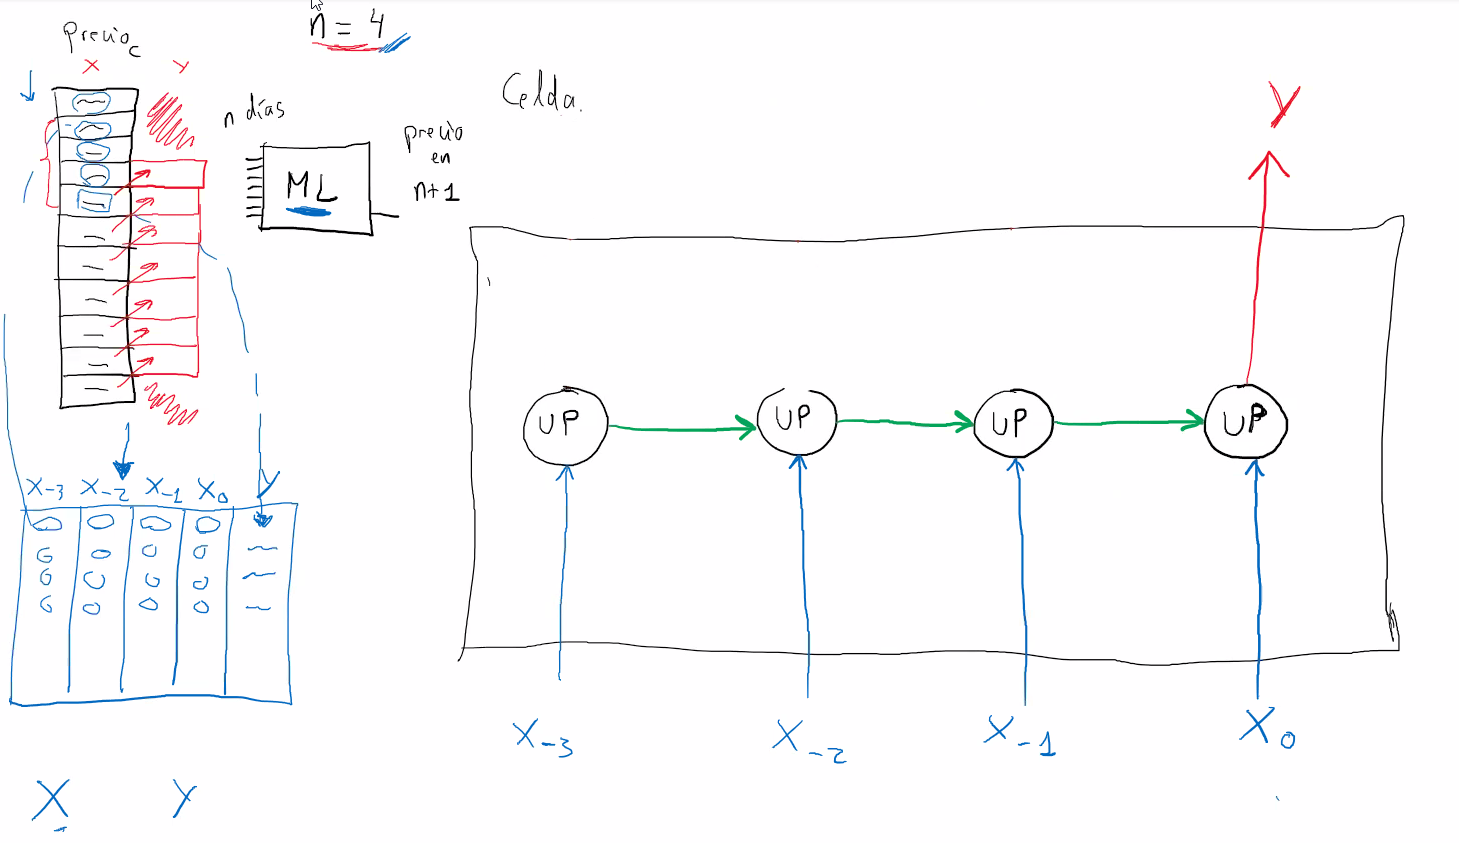 n = 4
Precio c
X Y
n días
ML
precio
en
n+1
Celda.
Y
UP UP UP UP
X-3 X-2 X-1 X0
X-3 X-2 X-1 X0 Y
X Y